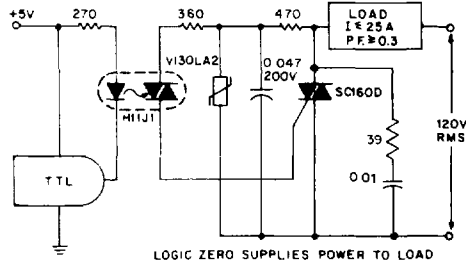 +5V
270
360
470
LOAD
I ≤ 25A
P.F. ≥ 0.3
V130LA2
0.047
200V
SC160D
H11J1
39
0.01
120V
RMS
TTL
LOGIC ZERO SUPPLIES POWER TO LOAD